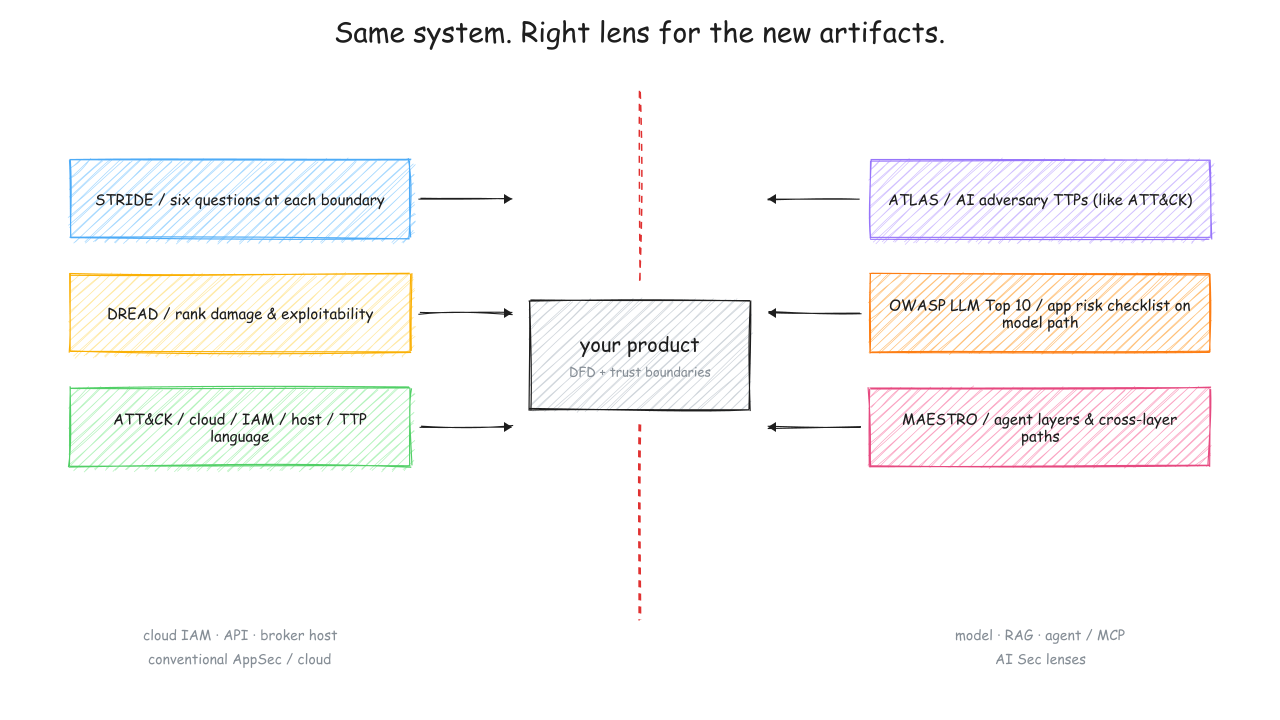 Same system. Right lens for the new artifacts.
STRIDE / six questions at each boundary
DREAD / rank damage & exploitability
ATT&CK / cloud / IAM / host / TTP
language
your product
DFD + trust boundaries
ATLAS / AI adversary TTPs (like ATT&CK)
OWASP LLM Top 10 / app risk checklist on
model path
MAESTRO / agent layers & cross-layer
paths
cloud IAM · API · broker host
conventional AppSec / cloud
model · RAG · agent / MCP
AI Sec lenses